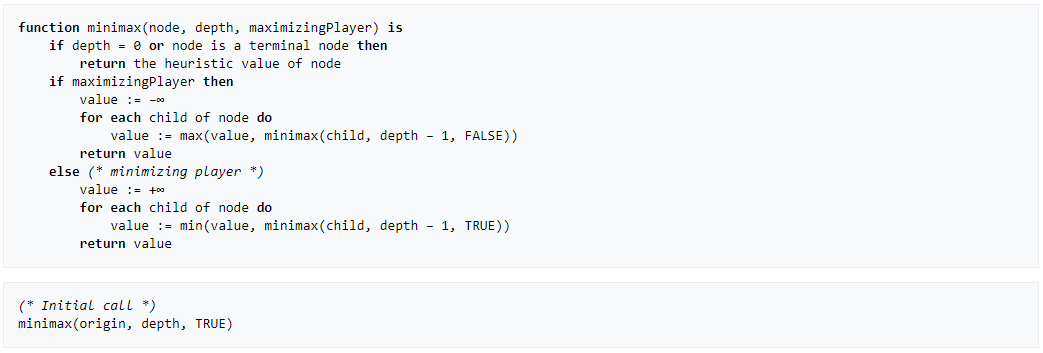 function minimax(node, depth, maximizingPlayer) is
    if depth = 0 or node is a terminal node then
        return the heuristic value of node
    if maximizingPlayer then
        value := −∞
        for each child of node do
            value := max(value, minimax(child, depth − 1, FALSE))
        return value
    else (* minimizing player *)
        value := +∞
        for each child of node do
            value := min(value, minimax(child, depth − 1, TRUE))
        return value
(* Initial call *)
minimax(origin, depth, TRUE)